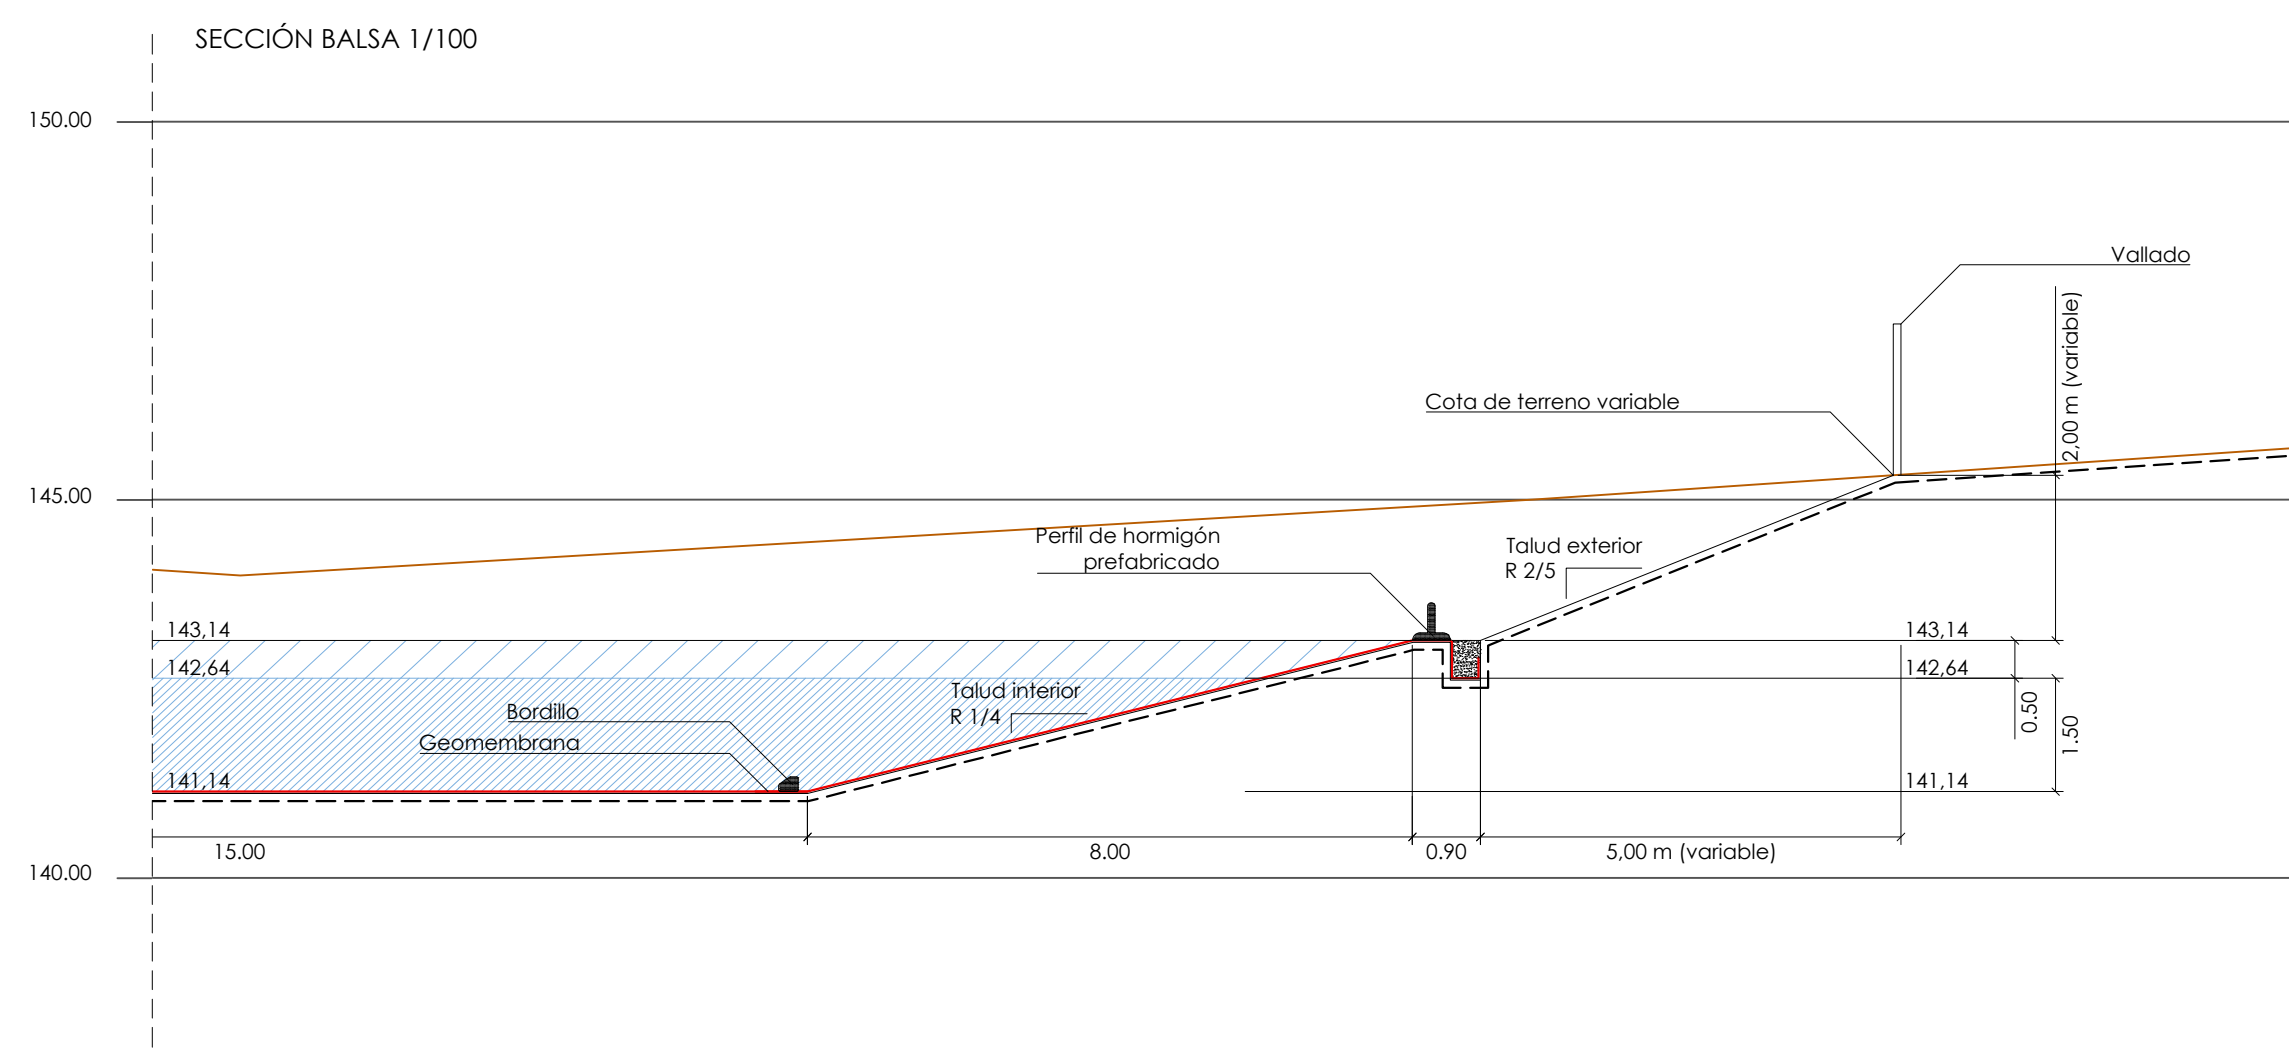 SECCIÓN BALSA 1/100
150.00
Vallado
2,00 m (variable)
Cota de terreno variable
145.00
Perfil de hormigón
prefabricado
Talud exterior
R 2/5
143,14
143,14
142,64
142,64
Talud interior
R 1/4
Bordillo
Geomembrana
0.50
1.50
141,14
141,14
15.00
8.00
0.90
5,00 m (variable)
140.00